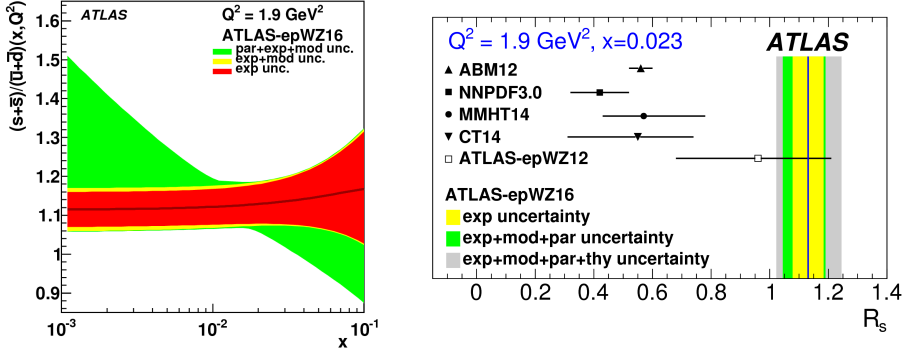 ATLAS
Q² = 1.9 GeV²
ATLAS-epWZ16
par+exp+mod unc.
exp+mod unc.
exp unc.
(s+s̅)/(u̅+d̅)(x,Q²)
1.5
1.4
1.3
1.2
1.1
1
0.9
10⁻³
10⁻²
10⁻¹
x
Q² = 1.9 GeV², x=0.023
ATLAS
ABM12
NNPDF3.0
MMHT14
CT14
ATLAS-epWZ12
ATLAS-epWZ16
exp uncertainty
exp+mod+par uncertainty
exp+mod+par+thy uncertainty
0 0.2 0.4 0.6 0.8 1 1.2 1.4
Rₛ